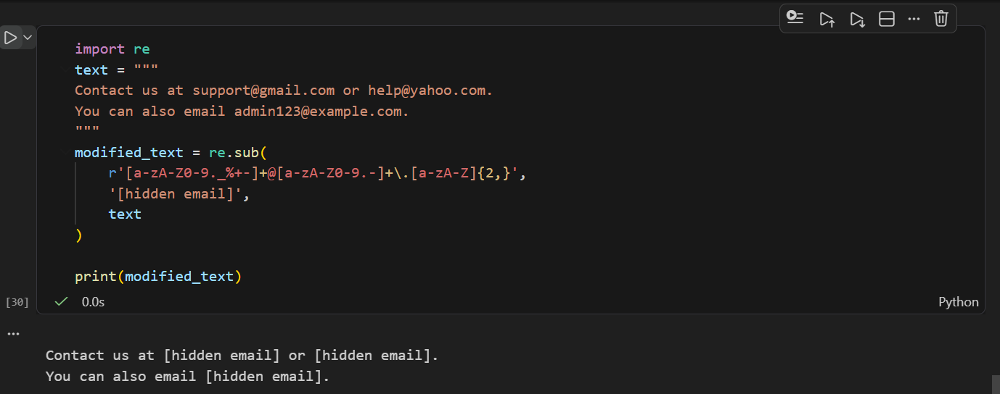 import re
text = """
Contact us at support@gmail.com or help@yahoo.com.
You can also email admin123@example.com.
"""
modified_text = re.sub(
    r'[a-zA-Z0-9._%+-]+@[a-zA-Z0-9.-]+\.[a-zA-Z]{2,}',
    '[hidden email]',
    text
)
print(modified_text)
[30] 0.0s Python
...
Contact us at [hidden email] or [hidden email].
You can also email [hidden email].